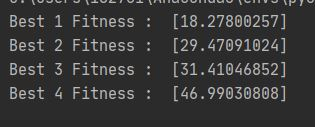 Best 1 Fitness :  [18.27800257]
Best 2 Fitness :  [29.47091024]
Best 3 Fitness :  [31.41046852]
Best 4 Fitness :  [46.99030808]